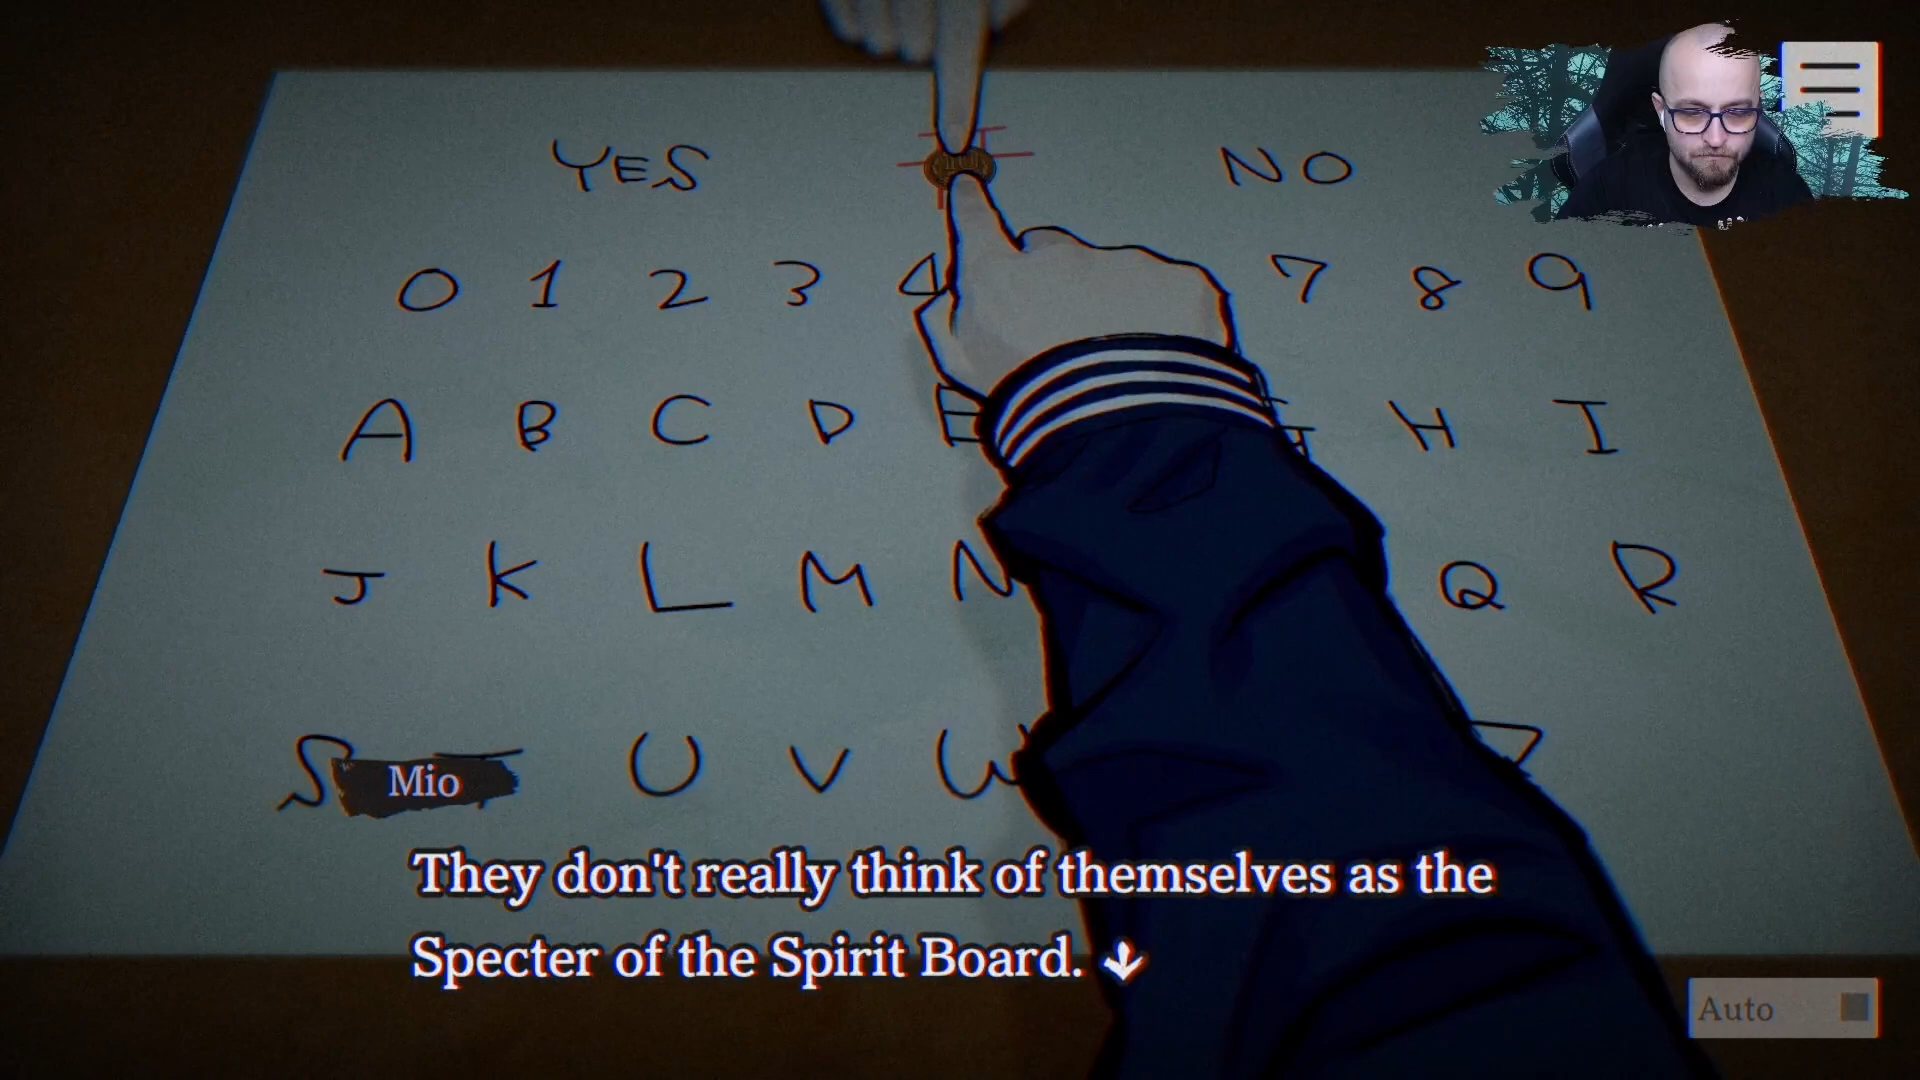 YES NO
0 1 2 3 4 7 8 9
A B C D E H I
J K L M N Q R
S U V W Z
Mio
They don't really think of themselves as the
Specter of the Spirit Board.
Auto